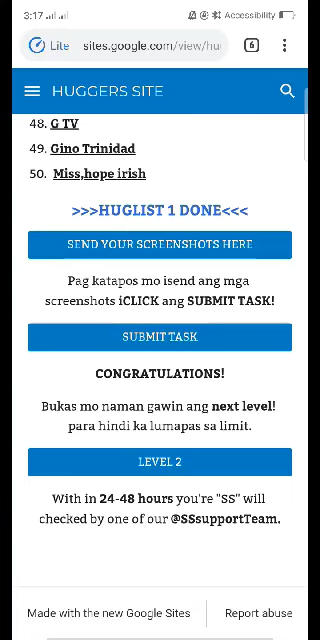 3:17
Accessibility
Lite
sites.google.com/view/hu
6
HUGGERS SITE
48. G TV
49. Gino Trinidad
50. Miss,hope irish
>>>HUGLIST 1 DONE<<<
SEND YOUR SCREENSHOTS HERE
Pag katapos mo isend ang mga
screenshots iCLICK ang SUBMIT TASK!
SUBMIT TASK
CONGRATULATIONS!
Bukas mo naman gawin ang next level!
para hindi ka lumapas sa limit.
LEVEL 2
With in 24-48 hours you're "SS" will
checked by one of our @SSsupportTeam.
Made with the new Google Sites
Report abuse